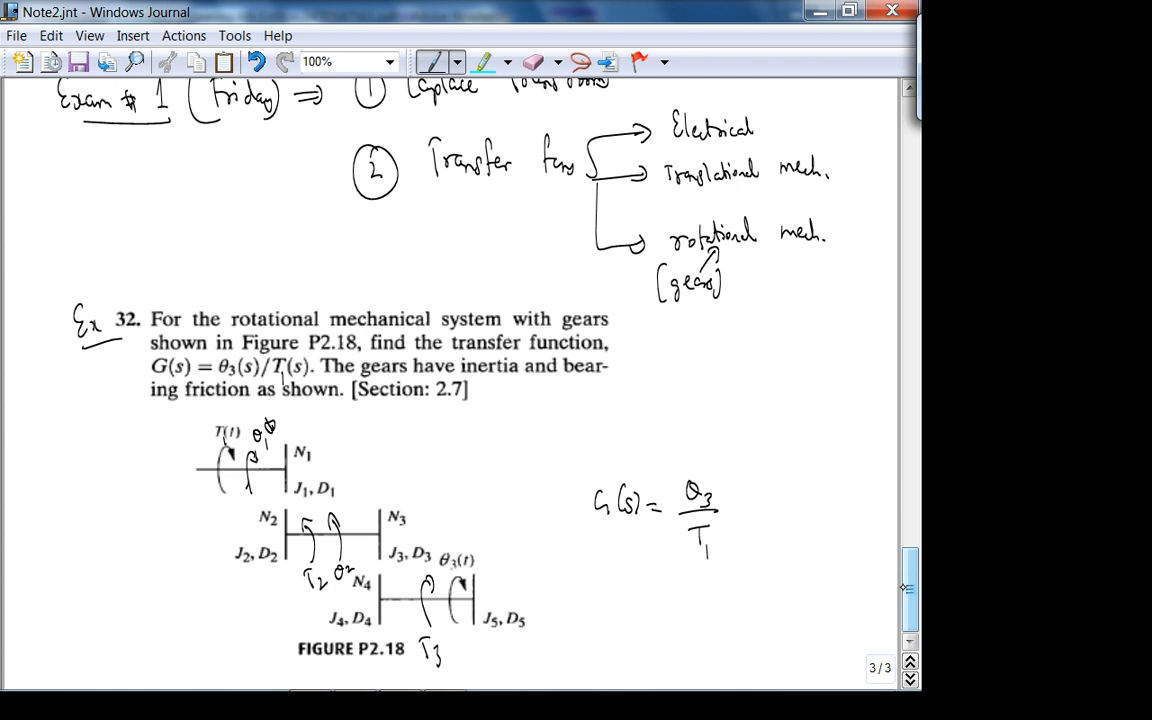 Note2.jnt - Windows Journal
File Edit View Insert Actions Tools Help
100%
Exam # 1 (Friday) ⇒ ① Laplace
② Transfer fcns
Electrical
Translational mech.
rotational mech.
(gears)
Ex 32. For the rotational mechanical system with gears
shown in Figure P2.18, find the transfer function,
G(s) = θ₃(s)/T₁(s). The gears have inertia and bear-
ing friction as shown. [Section: 2.7]
T₁(t) θ₁ N₁
J₁, D₁
N₂ N₃
J₂, D₂ J₃, D₃ θ₃(t)
T₂ θ₂ N₄
J₄, D₄ J₅, D₅
FIGURE P2.18 T₃
G(s) = θ₃
T₁
3/3